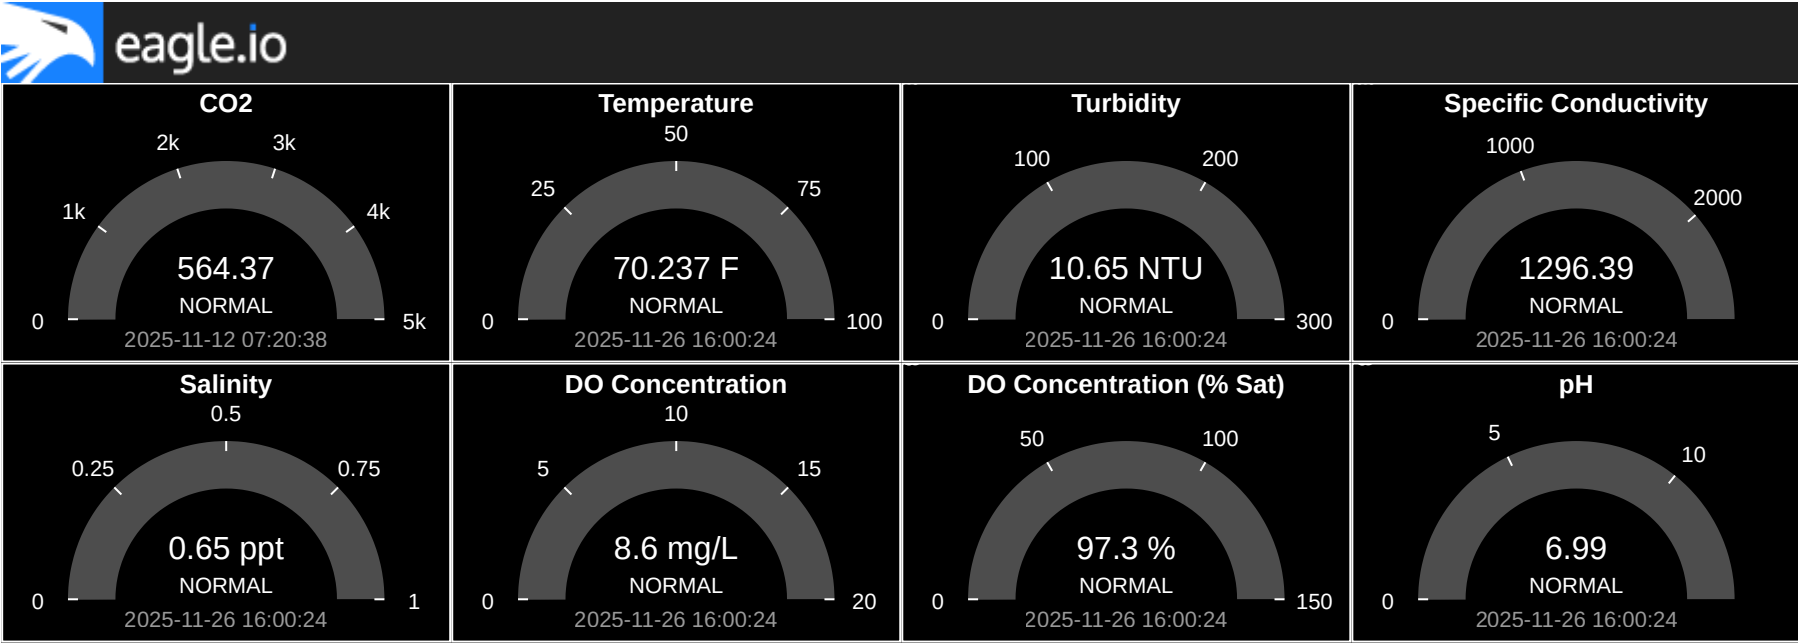 eagle.io
CO2
2k
3k
1k
4k
564.37
NORMAL
0
5k
2025-11-12 07:20:38
Temperature
50
25
75
70.237 F
NORMAL
0
100
2025-11-26 16:00:24
Turbidity
100
200
10.65 NTU
NORMAL
0
300
2025-11-26 16:00:24
Specific Conductivity
1000
2000
1296.39
NORMAL
0
2025-11-26 16:00:24
Salinity
0.5
0.25
0.75
0.65 ppt
NORMAL
0
1
2025-11-26 16:00:24
DO Concentration
10
5
15
8.6 mg/L
NORMAL
0
20
2025-11-26 16:00:24
DO Concentration (% Sat)
50
100
97.3 %
NORMAL
0
150
2025-11-26 16:00:24
pH
5
10
6.99
NORMAL
0
2025-11-26 16:00:24